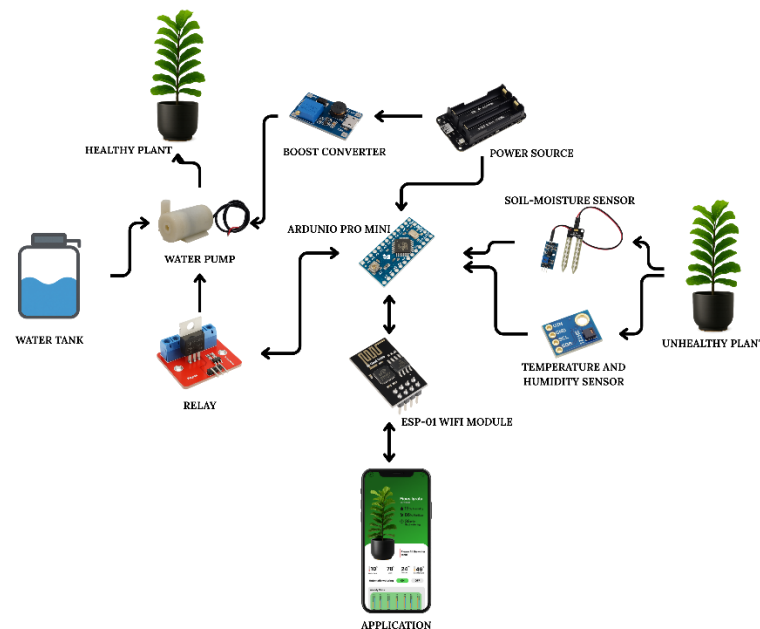 HEALTHY PLANT
BOOST CONVERTER
POWER SOURCE
SOIL-MOISTURE SENSOR
ARDUNIO PRO MINI
WATER PUMP
WATER TANK
UNHEALTHY PLANT
TEMPERATURE AND
HUMIDITY SENSOR
RELAY
ESP-01 WIFI MODULE
APPLICATION